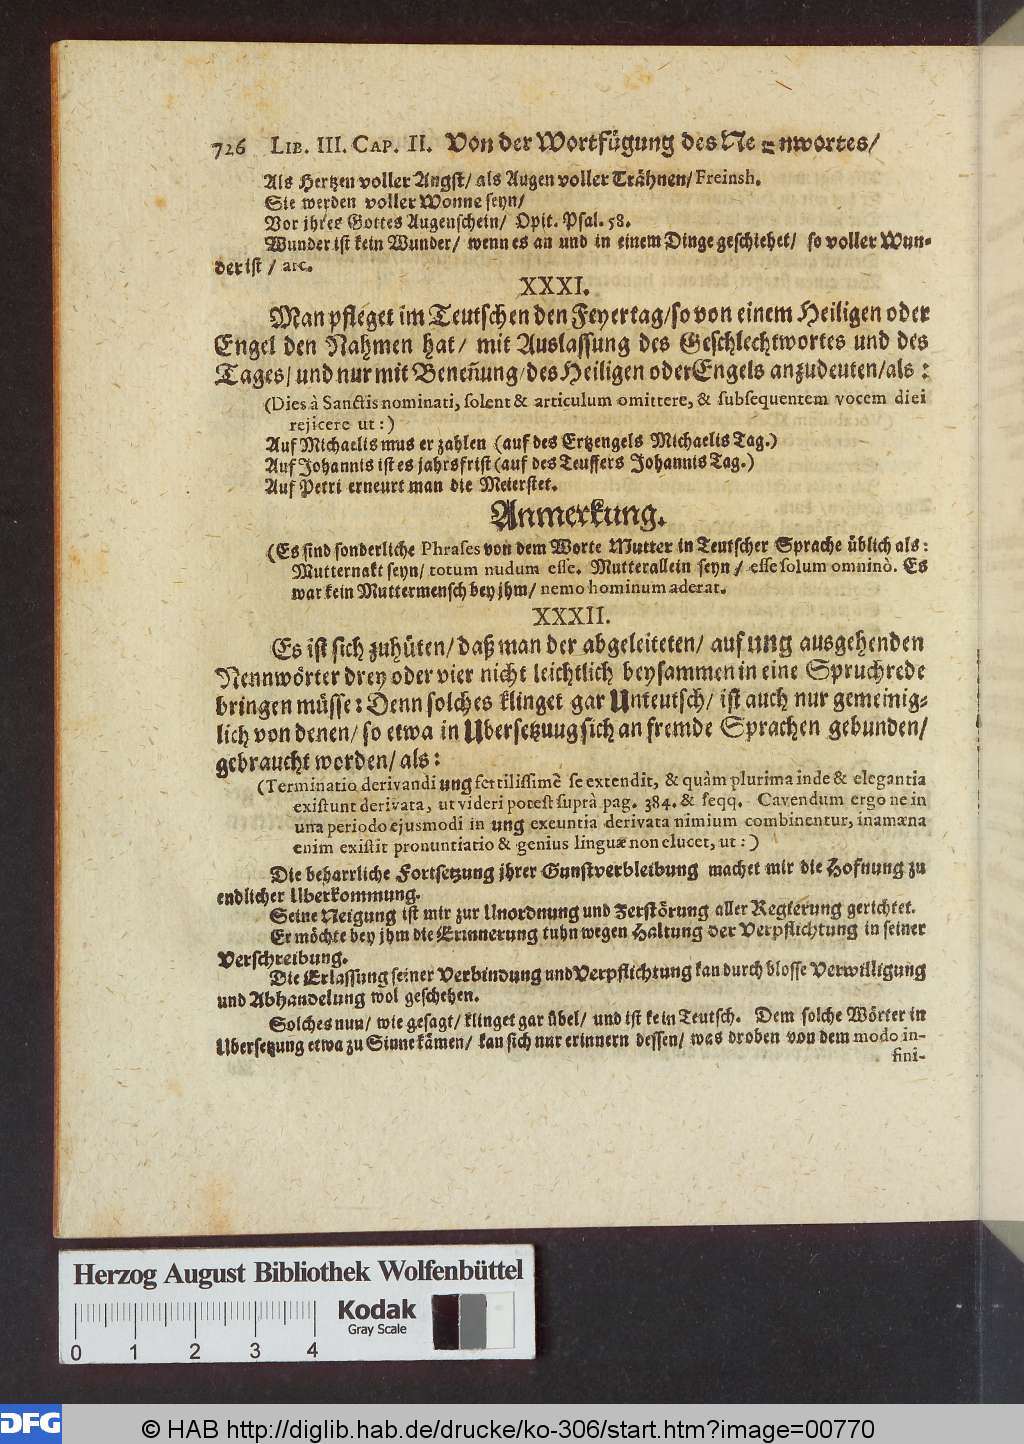 726 LIB. III. CAP. II. Von der Wortfügung des Ne=nwortes/
Als Hertzen voller Angst/ als Augen voller Trähnen/ Freinsh.
Sie werden voller Wonne seyn/
Vor jhres Gottes Augenschein/ Opit. Psal. 58.
Wunder ist kein Wunder/ wenn es an und in einem Dinge geschiehet/ so voller Wun-
der ist / arc.
XXXI.
Man pfleget im Teutschen den Feyertag/ so von einem Heiligen oder
Engel den Nahmen hat/ mit Auslassung des Geschlechtwortes und des
Tages/ und nur mit Beneñung/ des Heiligen oder Engels anzudeuten/ als:
(Dies à Sanctis nominati, solent & articulum omittere, & subsequentem vocem diei
rejicere ut :)
Auf Michaelis mus er zahlen (auf des Ertzengels Michaelis Tag.)
Auf Johannis ist es jahrsfrist (auf des Teuffers Johannis Tag.)
Auf Petri erneurt man die Meierstet.
Anmerkung.
(Es sind sonderliche Phrases von dem Worte Mutter in Teutscher Sprache üblich als:
Mutternakt seyn/ totum nudum esse. Mutterallein seyn/ esse solum omninò. Es
war kein Muttermensch bey jhm/ nemo hominum aderat.
XXXII.
Es ist sich zuhüten/ daß man der abgeleiteten/ auf ung ausgehenden
Nennwörter drey oder vier nicht leichtlich beysammen in eine Spruchrede
bringen müsse: Denn solches klinget gar Unteutsch/ ist auch nur gemeinig=
lich von denen/ so etwa in Ubersetzuug sich an fremde Sprachen gebunden/
gebraucht worden/ als:
(Terminatio derivandi ung fertilissimè se extendit, & quàm plurima inde & elegantia
existunt derivata, ut videri potest suprà pag. 384. & seqq. Cavendum ergo ne in
una periodo ejusmodi in ung exeuntia derivata nimium combinentur, inamæna
enim existit pronuntiatio & genius linguæ non elucet, ut :)
Die beharrliche Fortsetzung jhrer Gunstverbleibung machet mir die Hofnung zu
endlicher Uberkommung.
Seine Neigung ist mir zur Unordnung und Zerstörung aller Regierung gerichtet.
Er möchte bey jhm die Erinnerung tuhn wegen Haltung der Verpflichtung in seiner
Verschreibung.
Die Erlassung seiner Verbindung und Verpflichtung kan durch blosse Verwilligung
und Abhandelung wol geschehen.
Solches nun/ wie gesagt/ klinget gar übel/ und ist kein Teutsch. Dem solche Wörter in
Ubersetzung etwa zu Sinne kämen/ kan sich nur erinnern dessen/ was droben von dem modo in-
fini-
Herzog August Bibliothek Wolfenbüttel
Kodak
Gray Scale
0 1 2 3 4
DFG
© HAB http://diglib.hab.de/drucke/ko-306/start.htm?image=00770